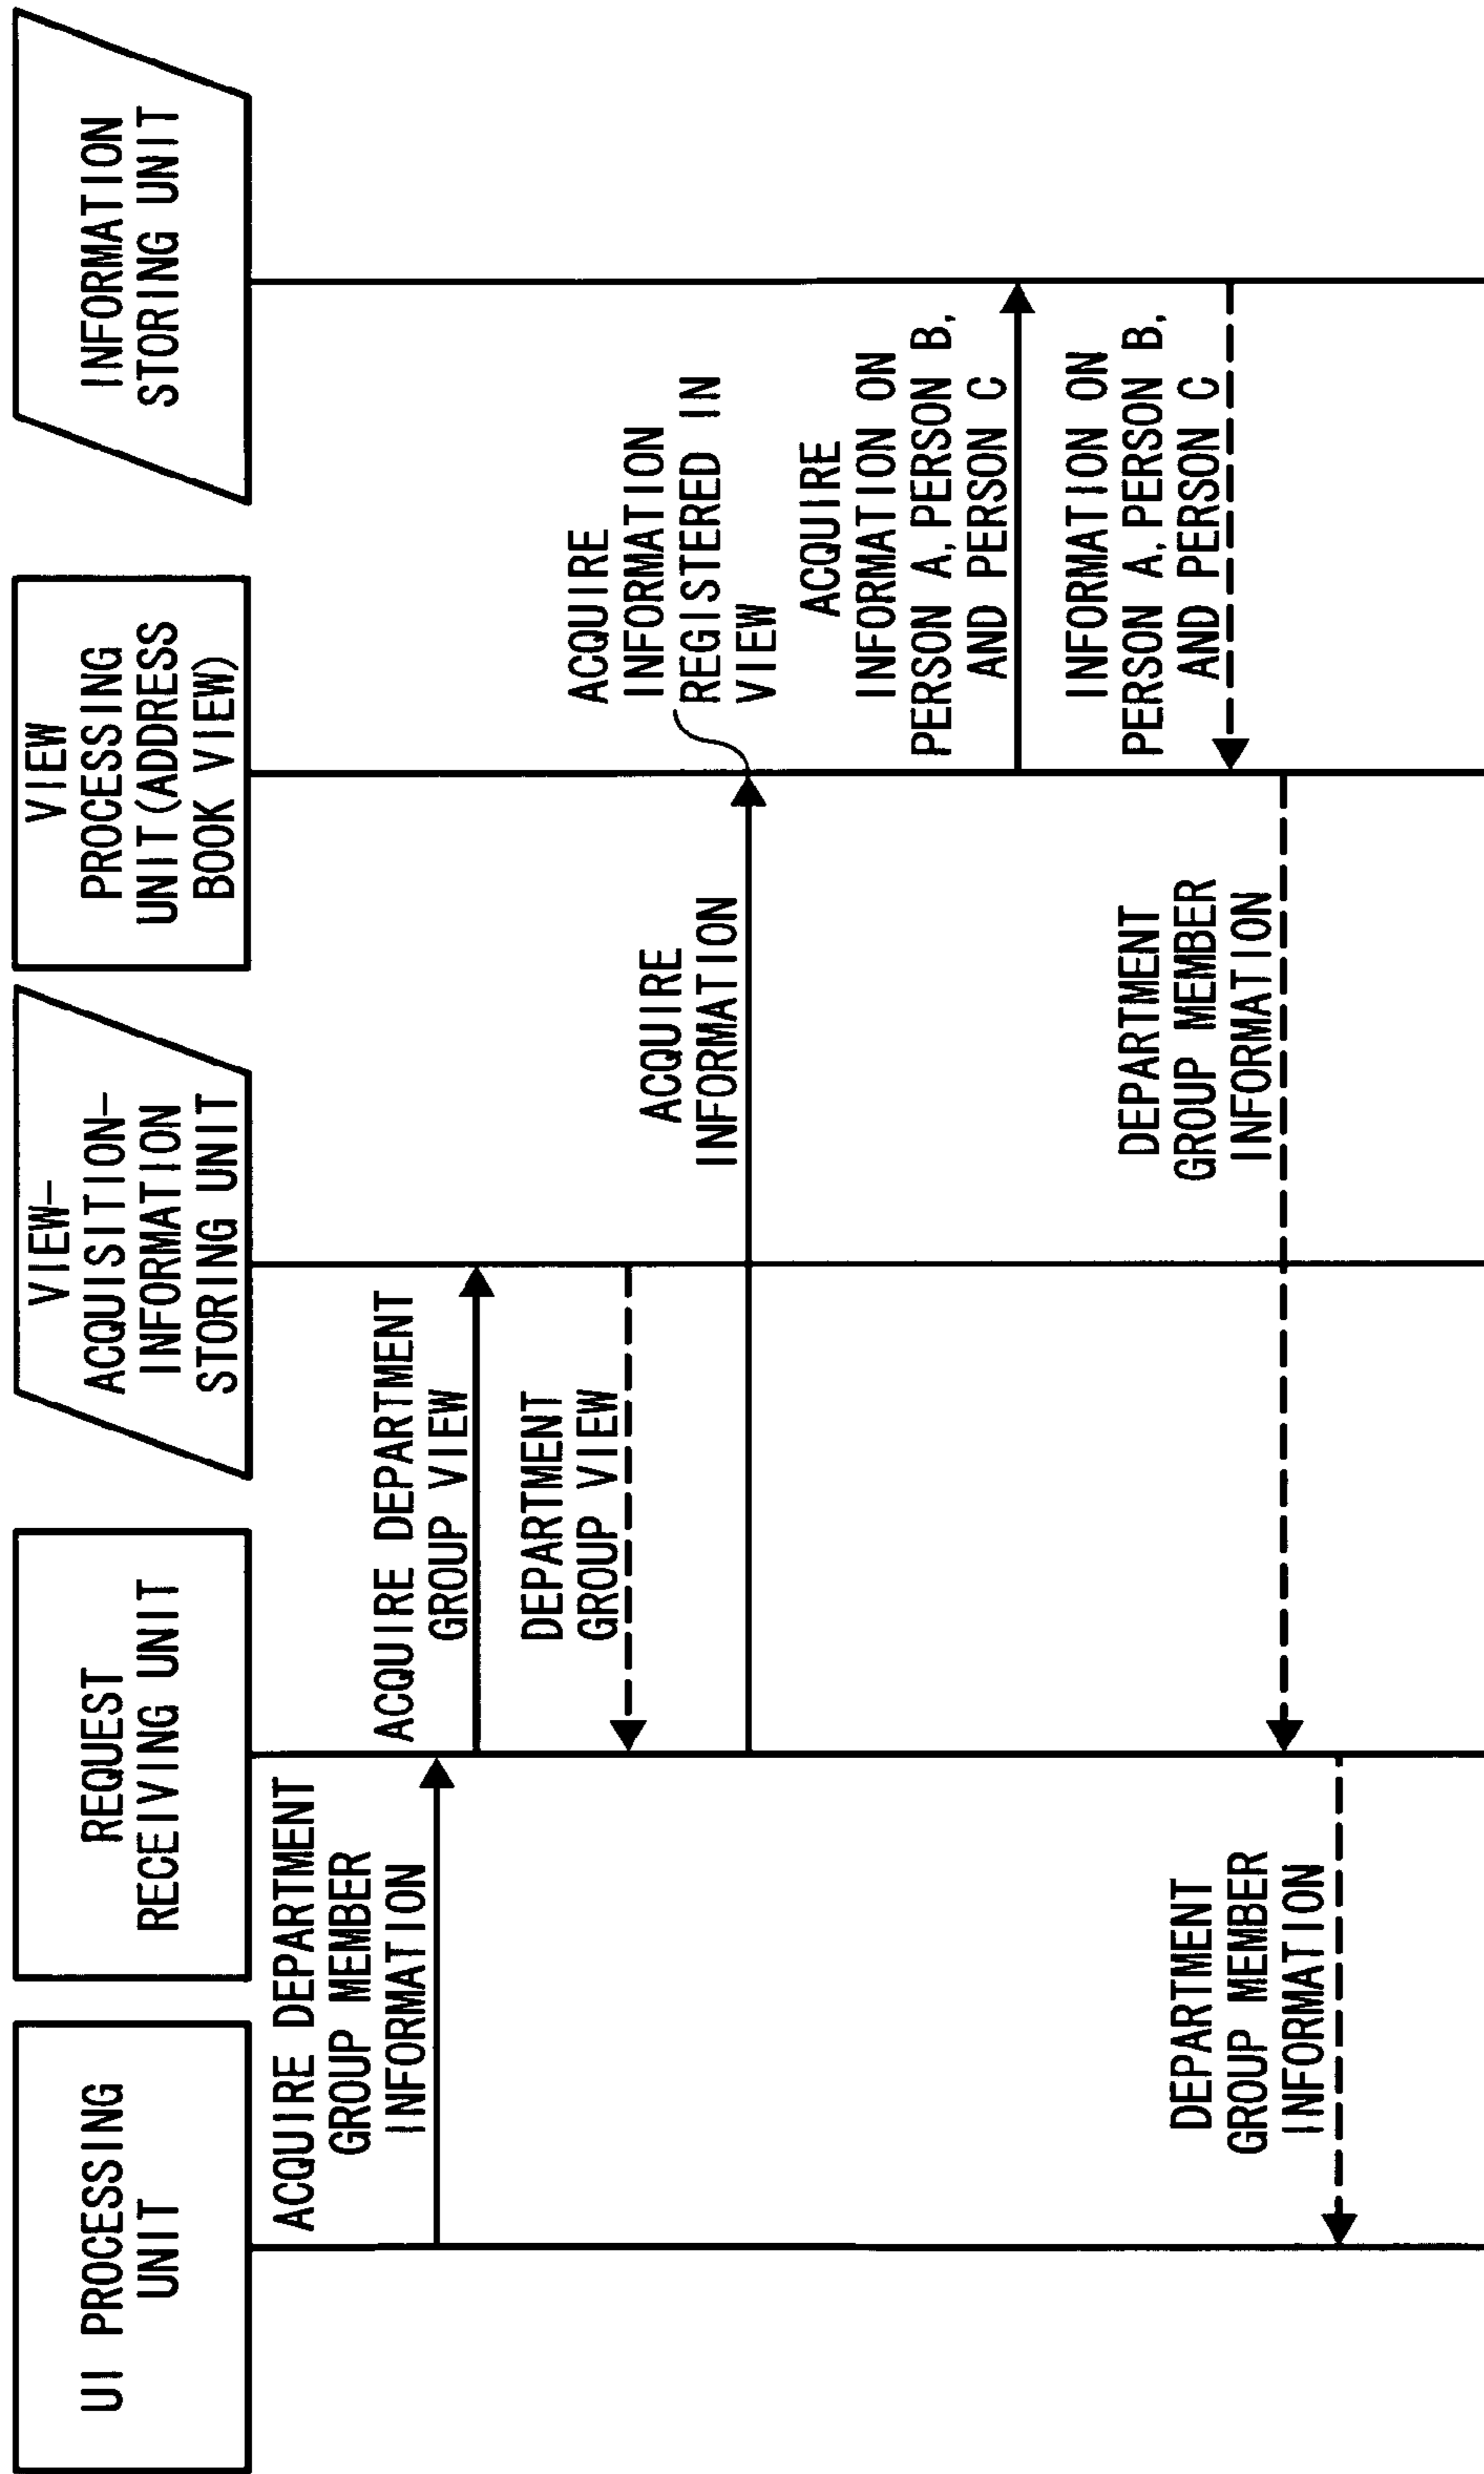 UI PROCESSING
UNIT
REQUEST
RECEIVING UNIT
VIEW-
ACQUISITION-
INFORMATION
STORING UNIT
VIEW
PROCESSING
UNIT(ADDRESS
BOOK VIEW)
INFORMATION
STORING UNIT
ACQUIRE DEPARTMENT
GROUP MEMBER
INFORMATION
ACQUIRE DEPARTMENT
GROUP VIEW
DEPARTMENT
GROUP VIEW
ACQUIRE
INFORMATION
ACQUIRE
INFORMATION
REGISTERED IN
VIEW
ACQUIRE
INFORMATION ON
PERSON A, PERSON B,
AND PERSON C
INFORMATION ON
PERSON A, PERSON B,
AND PERSON C
DEPARTMENT
GROUP MEMBER
INFORMATION
DEPARTMENT
GROUP MEMBER
INFORMATION